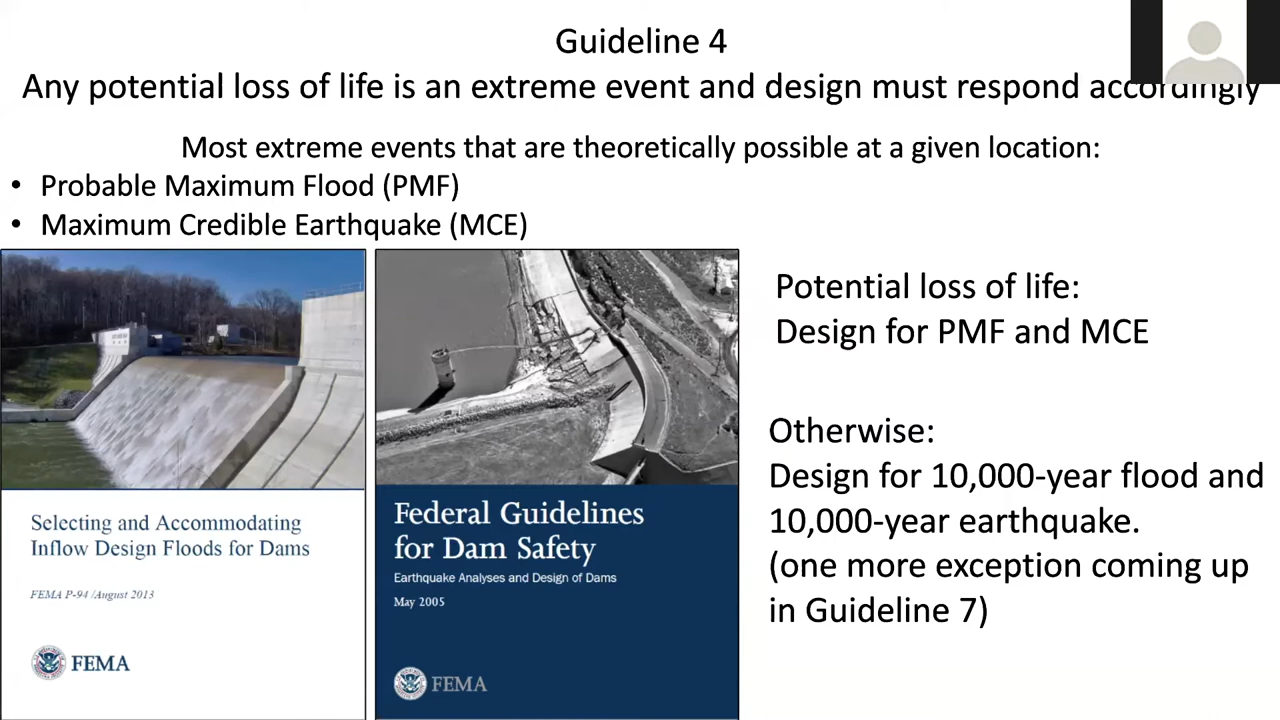 Guideline 4
Any potential loss of life is an extreme event and design must respond accordingly
Most extreme events that are theoretically possible at a given location:
• Probable Maximum Flood (PMF)
• Maximum Credible Earthquake (MCE)
Potential loss of life:
Design for PMF and MCE
Otherwise:
Design for 10,000-year flood and
10,000-year earthquake.
(one more exception coming up
in Guideline 7)
Selecting and Accommodating
Inflow Design Floods for Dams
FEMA P-94 /August 2013
FEMA
Federal Guidelines
for Dam Safety
Earthquake Analyses and Design of Dams
May 2005
FEMA